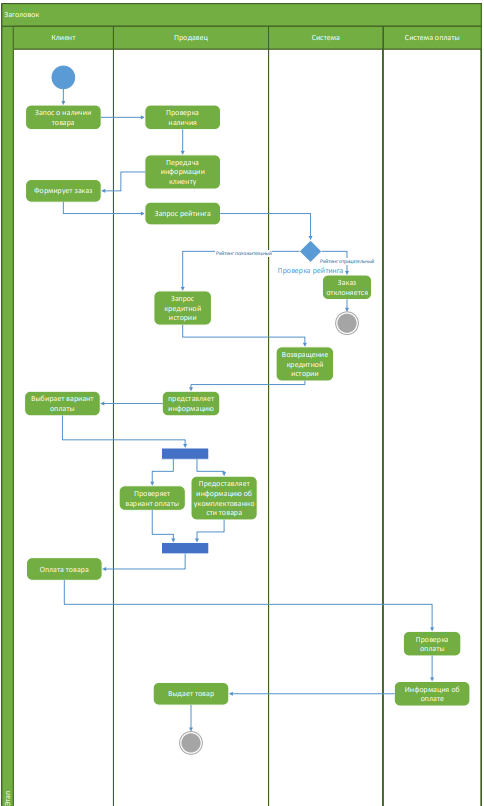 Заголовок
Клиент
Продавец
Система
Система оплаты
Запос о наличии
товара
Проверка
наличия
Передача
информации
клиенту
Формирует заказ
Запрос рейтинга
Рейтинг положительный
Рейтинг отрицательный
Проверка рейтинга
Заказ
отклоняется
Запрос
кредитной
истории
Возвращение
кредитной
истории
Выбирает вариант
оплаты
представляет
информацию
Проверяет
вариант оплаты
Предоставляет
информацию об
укомплектованно
сти товара
Оплата товара
Проверка
оплаты
Информация об
оплате
Выдает товар
Этап